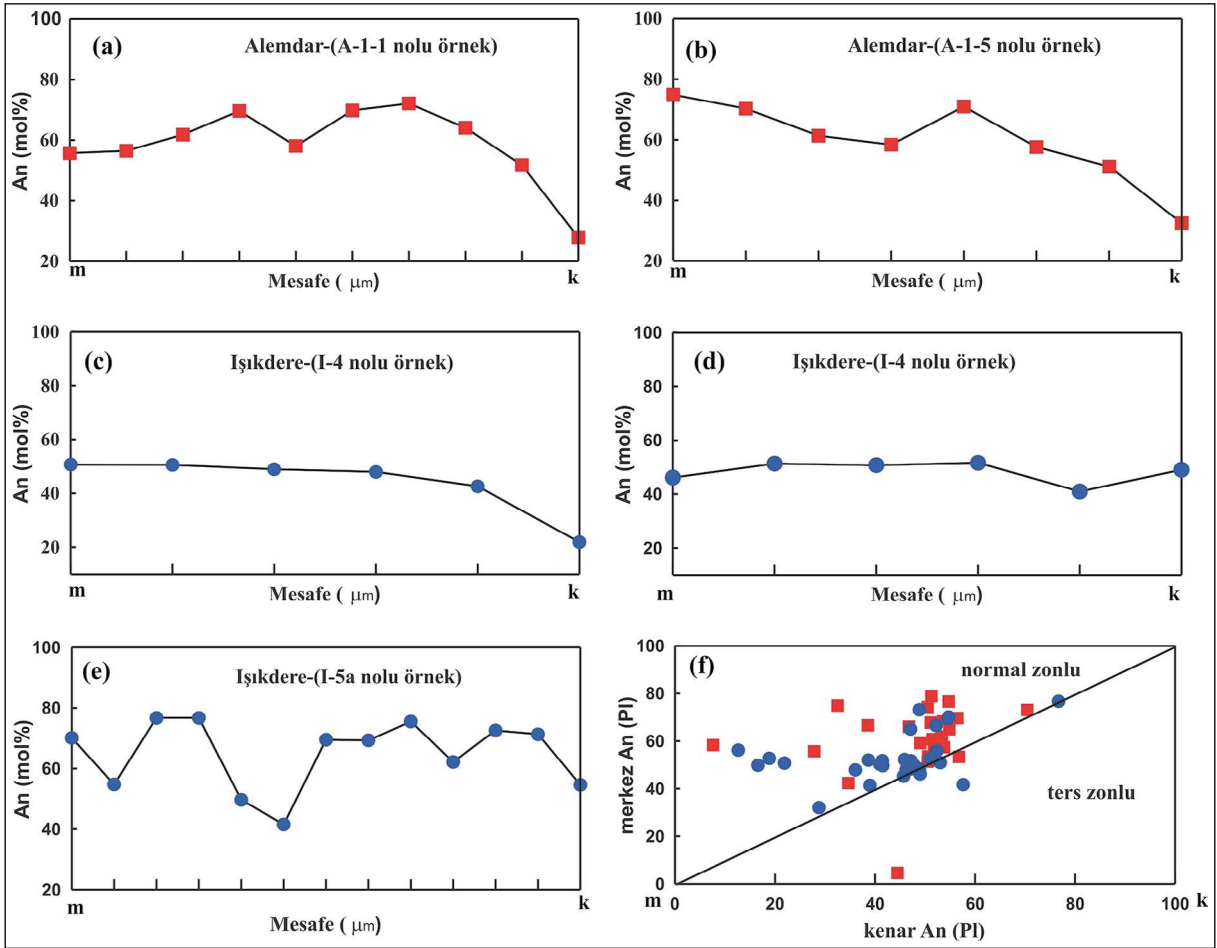 (a) Alemdar-(A-1-1 nolu örnek)
An (mol%)
100
80
60
40
20
m
k
Mesafe ( μm)
(b) Alemdar-(A-1-5 nolu örnek)
An (mol%)
100
80
60
40
20
m
k
Mesafe ( μm)
(c) Işıkdere-(I-4 nolu örnek)
An (mol%)
100
80
60
40
20
m
k
Mesafe ( μm)
(d) Işıkdere-(I-4 nolu örnek)
An (mol%)
100
80
60
40
20
m
k
Mesafe ( μm)
(e) Işıkdere-(I-5a nolu örnek)
An (mol%)
100
80
60
40
20
m
k
Mesafe ( μm)
(f)
normal zonlu
ters zonlu
merkez An (Pl)
100
80
60
40
20
0
m 0 20 40 60 80 100 k
kenar An (Pl)